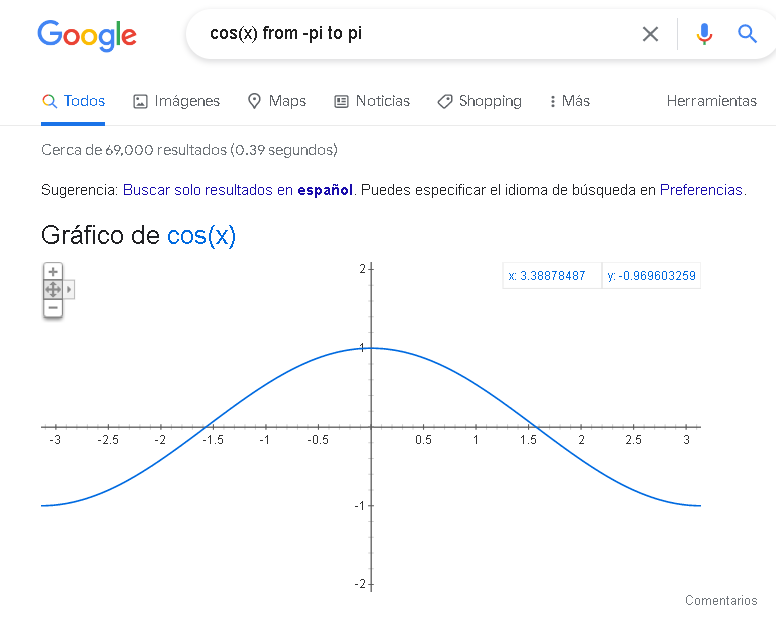 Google
cos(x) from -pi to pi
Todos Imágenes Maps Noticias Shopping Más Herramientas
Cerca de 69,000 resultados (0.39 segundos)
Sugerencia: Buscar solo resultados en español. Puedes especificar el idioma de búsqueda en Preferencias.
Gráfico de cos(x)
2 x: 3.38878487 y: -0.969603259
1
-3 -2.5 -2 -1.5 -1 -0.5 0.5 1 1.5 2 2.5 3
-1
-2
Comentarios